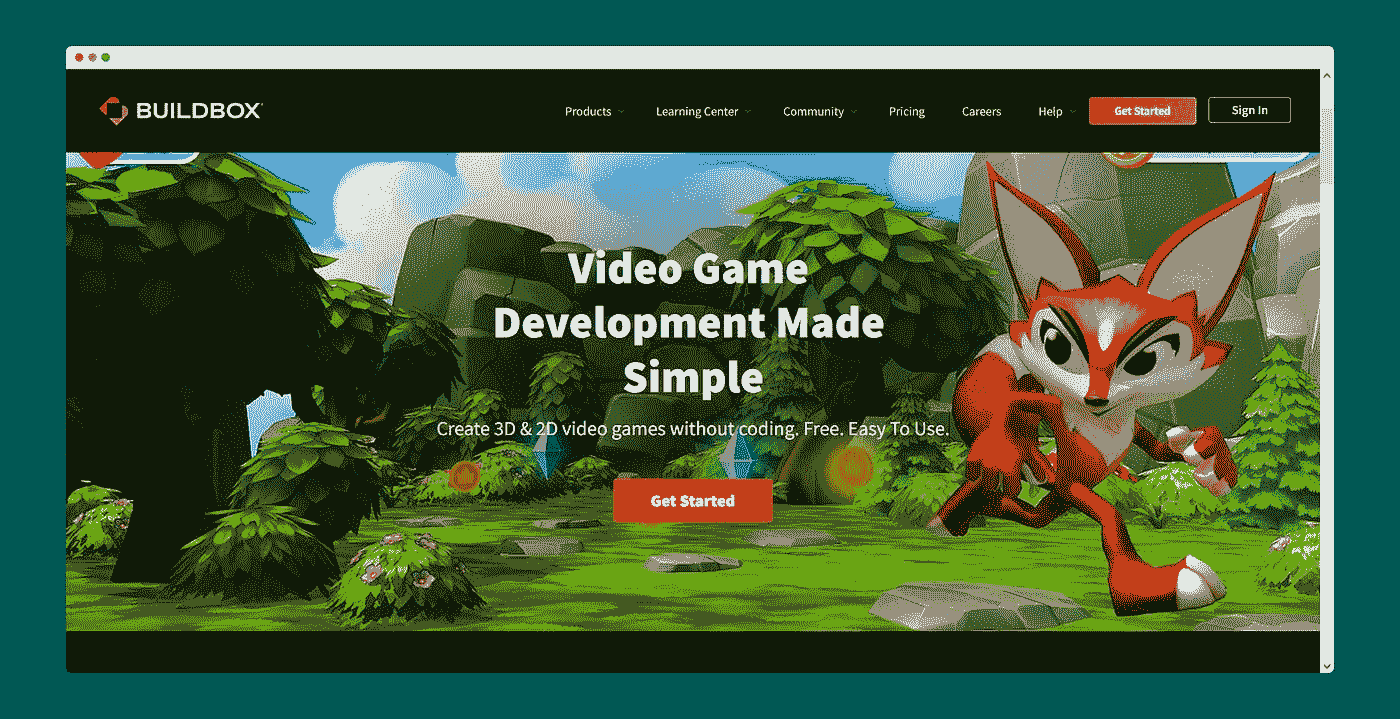 BUILDBOX
Products Learning Center Community Pricing Careers Help Get Started Sign In
Video Game
Development Made
Simple
Create 3D & 2D video games without coding. Free. Easy To Use.
Get Started